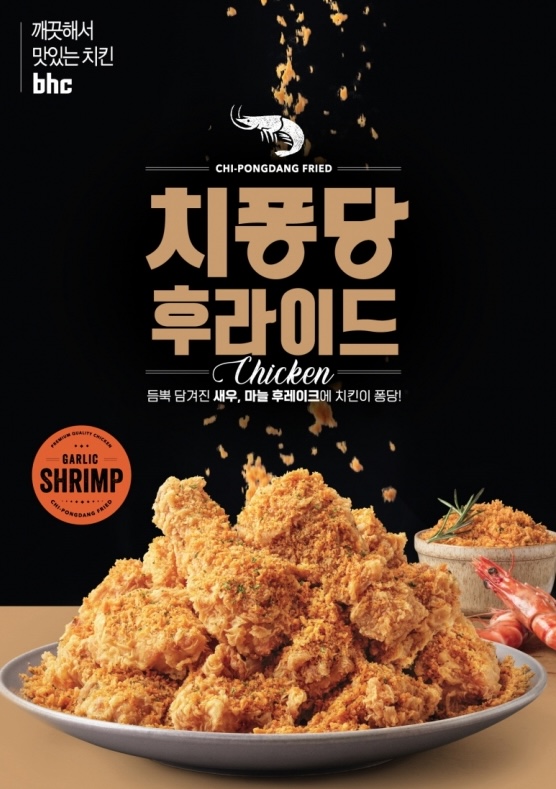 깨끗해서
맛있는 치킨
bhc
CHI-PONGDANG FRIED
치퐁당
후라이드
Chicken
듬뿍 담겨진 새우, 마늘 후레이크에 치킨이 퐁당!
PREMIUM QUALITY CHICKEN
GARLIC
SHRIMP
CHI-PONGDANG FRIED